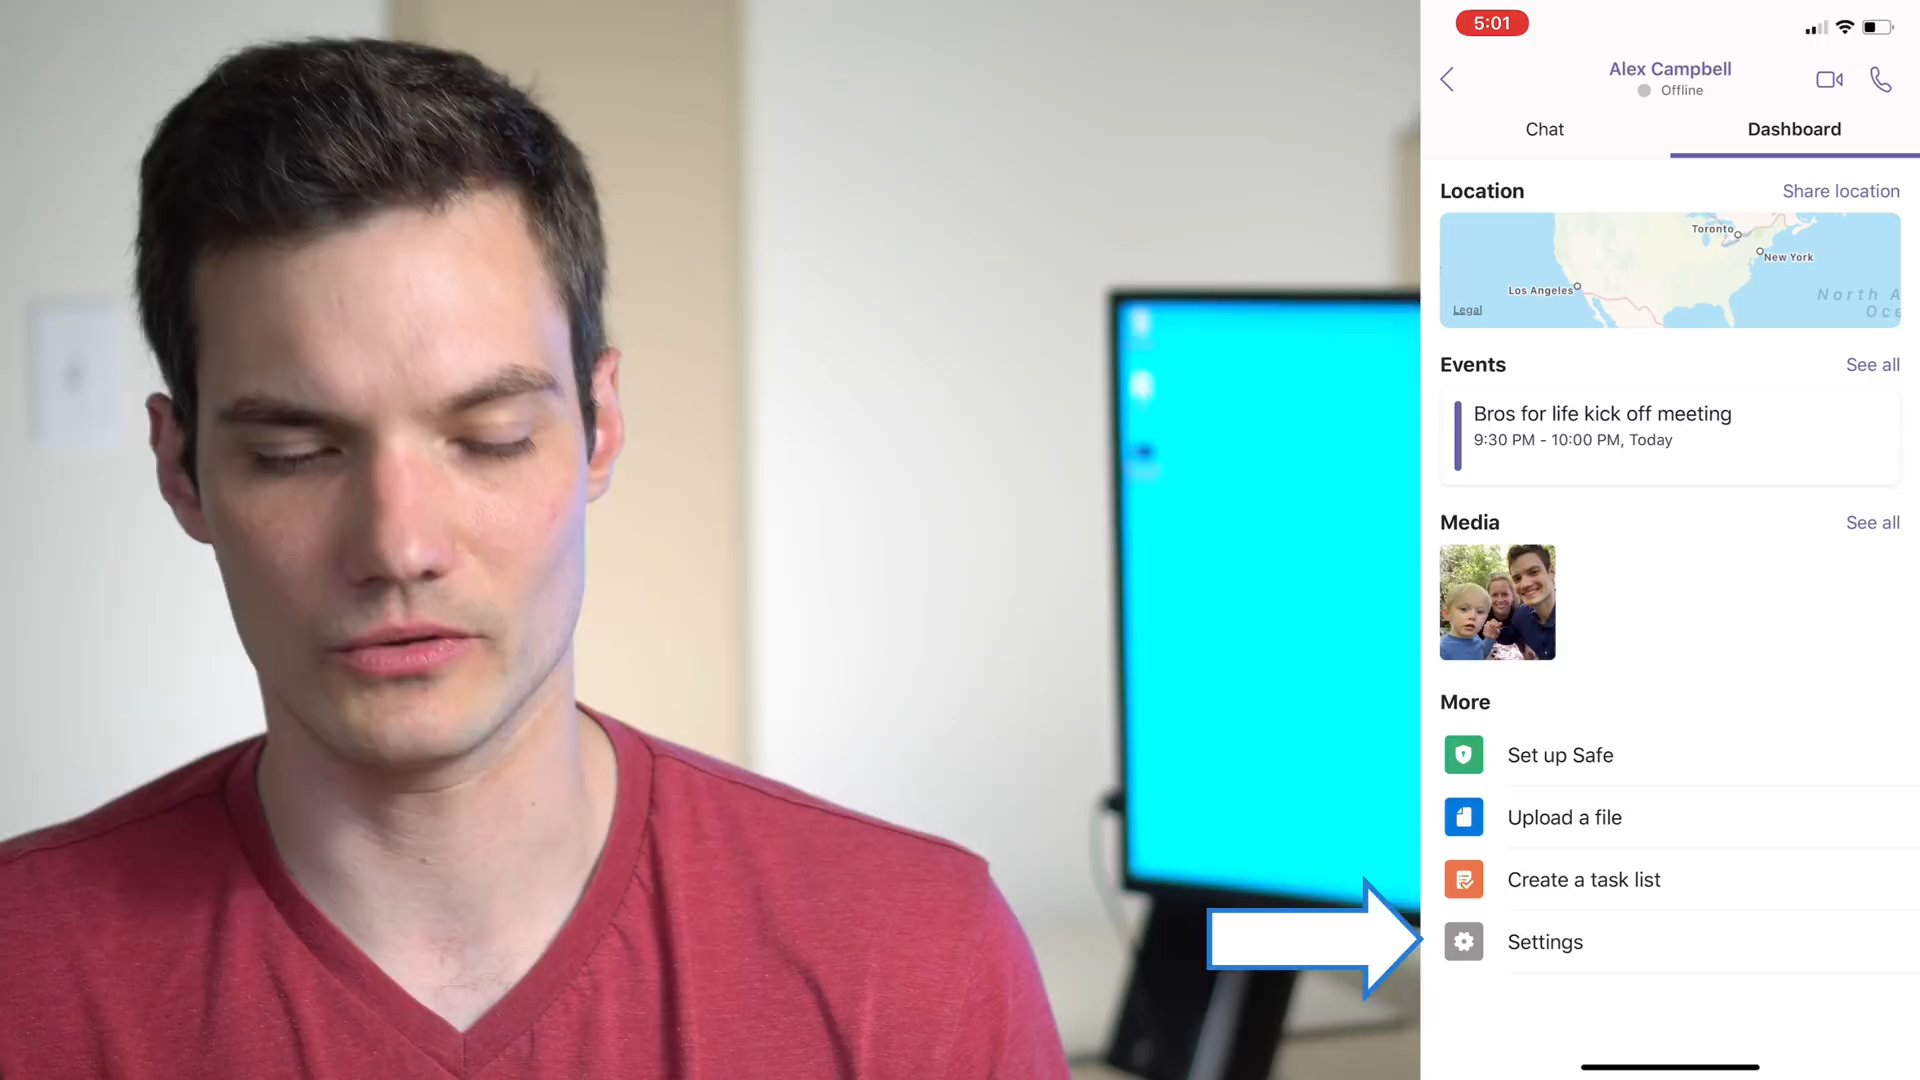 5:01
Alex Campbell
Offline
Chat
Dashboard
Location
Share location
Toronto
New York
Los Angeles
North A
Oce
Legal
Events
See all
Bros for life kick off meeting
9:30 PM - 10:00 PM, Today
Media
See all
More
Set up Safe
Upload a file
Create a task list
Settings